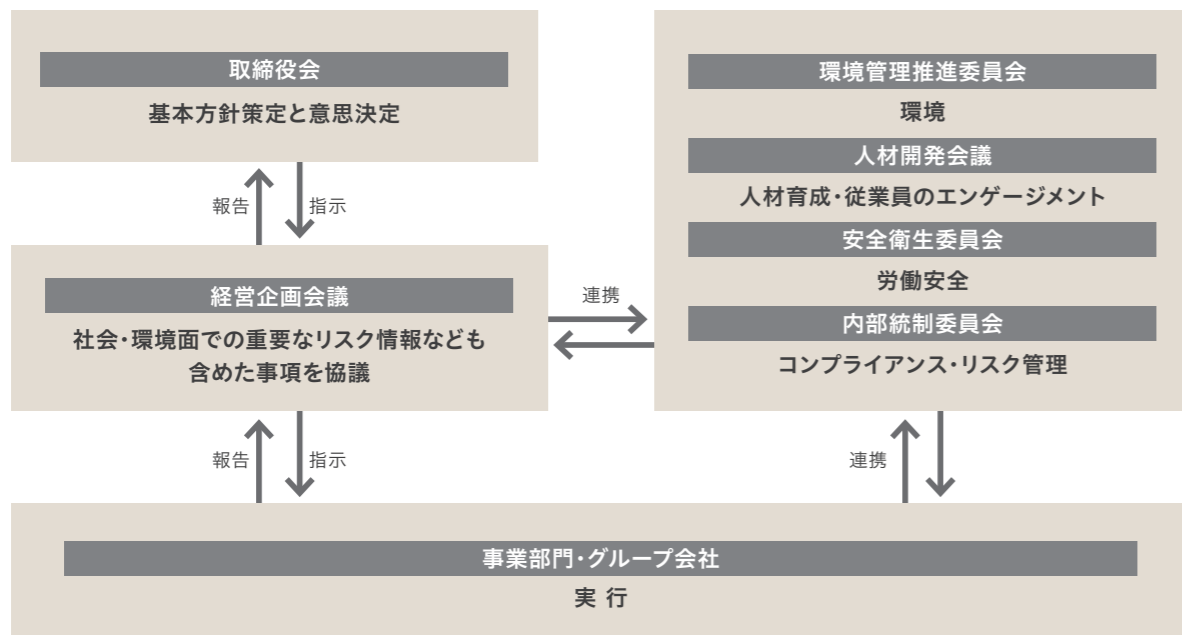 取締役会
基本方針策定と意思決定
報告
指示
経営企画会議
社会・環境面での重要なリスク情報なども
含めた事項を協議
連携
環境管理推進委員会
環境
人材開発会議
人材育成・従業員のエンゲージメント
安全衛生委員会
労働安全
内部統制委員会
コンプライアンス・リスク管理
報告
指示
連携
事業部門・グループ会社
実 行